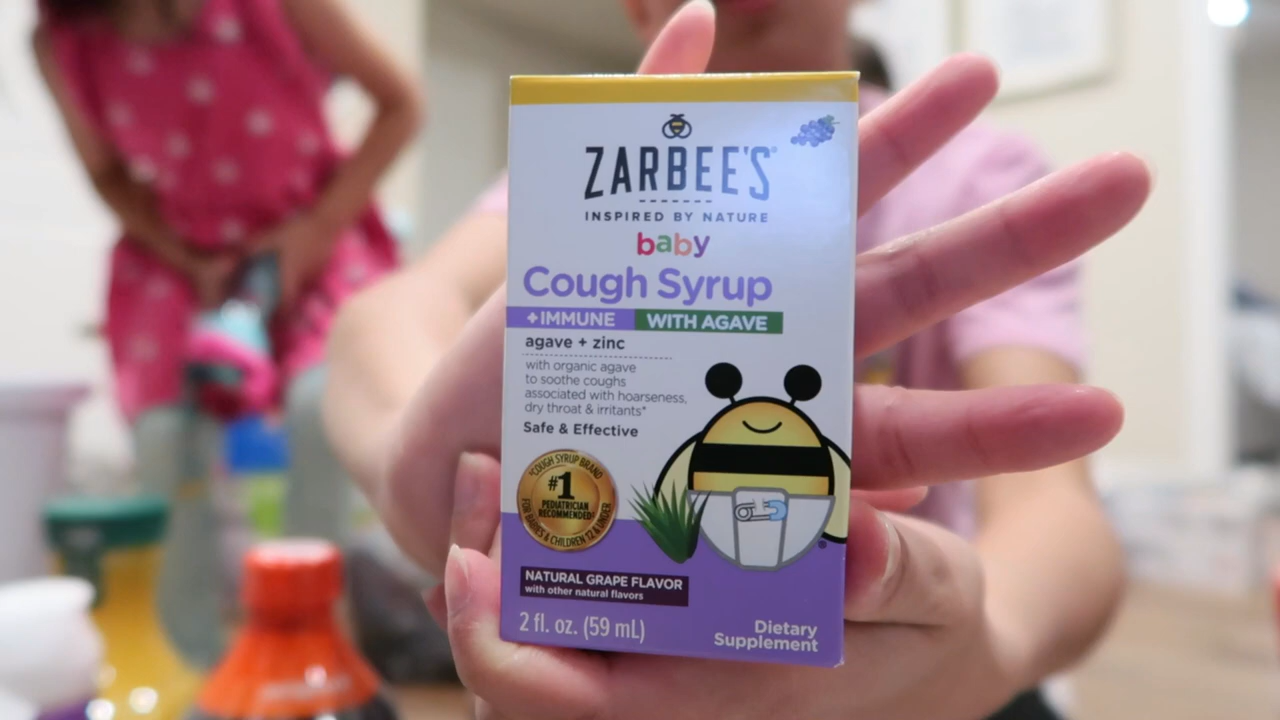 ZARBEE'S
INSPIRED BY NATURE
baby
Cough Syrup
+IMMUNE WITH AGAVE
agave + zinc
with organic agave
to soothe coughs
associated with hoarseness,
dry throat & irritants*
Safe & Effective
*COUGH SYRUP BRAND
#1
PEDIATRICIAN
RECOMMENDED
FOR BABIES & CHILDREN 12 & UNDER
NATURAL GRAPE FLAVOR
with other natural flavors
2 fl. oz. (59 mL)
Dietary
Supplement